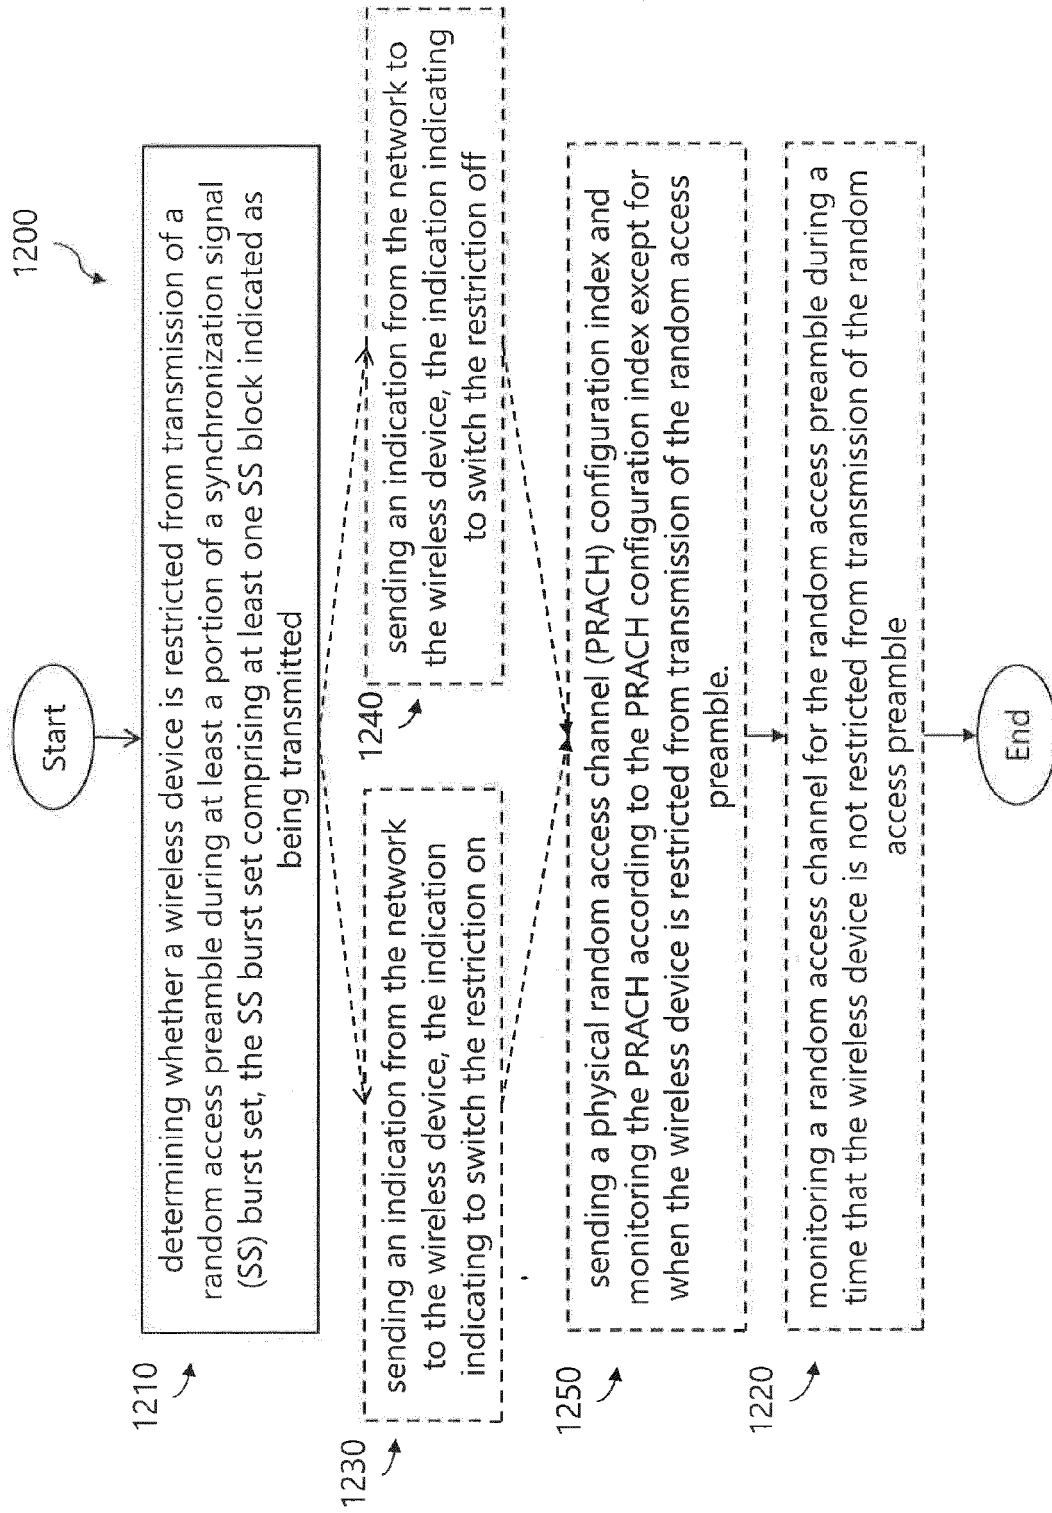 1200
Start
1210
determining whether a wireless device is restricted from transmission of a
random access preamble during at least a portion of a synchronization signal
(SS) burst set, the SS burst set comprising at least one SS block indicated as
being transmitted
1230
sending an indication from the network
to the wireless device, the indication
indicating to switch the restriction on
1240
sending an indication from the network to
the wireless device, the indication indicating
to switch the restriction off
1250
sending a physical random access channel (PRACH) configuration index and
monitoring the PRACH according to the PRACH configuration index except for
when the wireless device is restricted from transmission of the random access
preamble.
1220
monitoring a random access channel for the random access preamble during a
time that the wireless device is not restricted from transmission of the random
access preamble
End